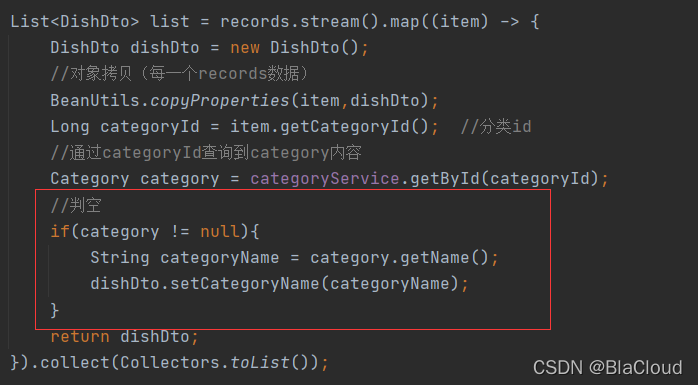 List<DishDto> list = records.stream().map((item) -> {
    DishDto dishDto = new DishDto();
    //对象拷贝（每一个records数据）
    BeanUtils.copyProperties(item,dishDto);
    Long categoryId = item.getCategoryId();  //分类id
    //通过categoryId查询到category内容
    Category category = categoryService.getById(categoryId);
    //判空
    if(category != null){
        String categoryName = category.getName();
        dishDto.setCategoryName(categoryName);
    }
    return dishDto;
}).collect(Collectors.toList());
CSDN @BlaCloud